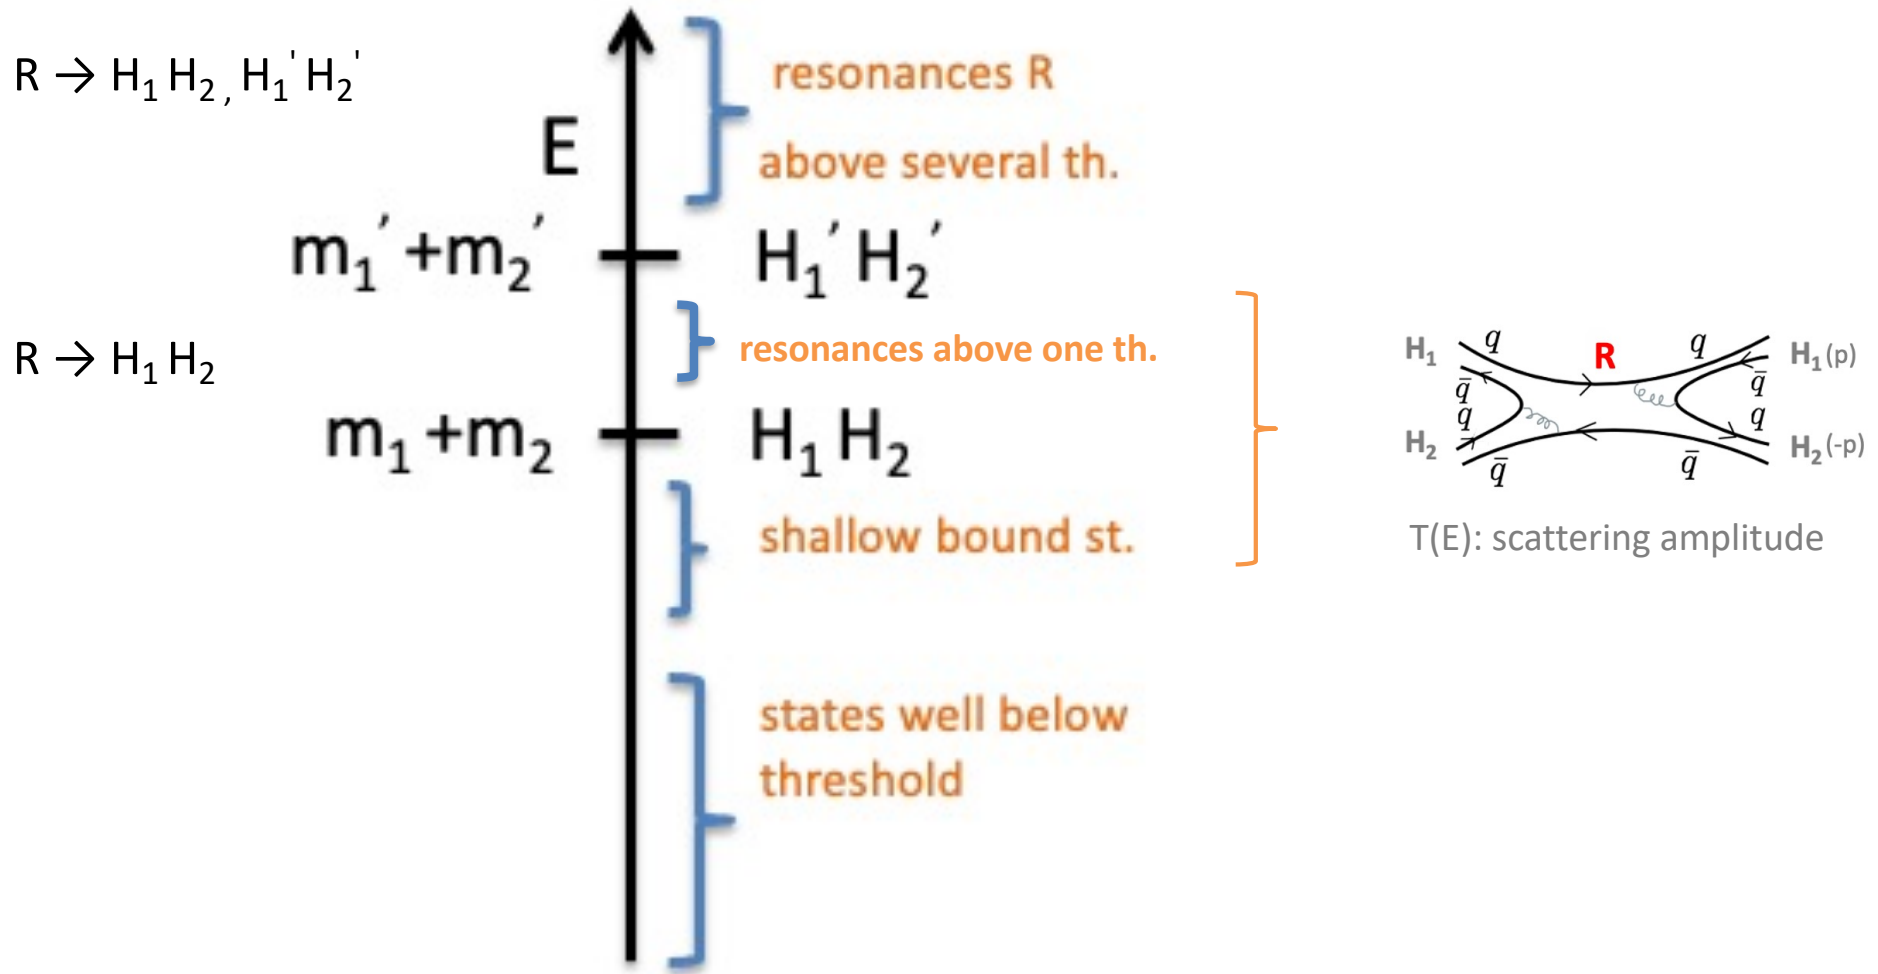 R → H₁ H₂ , H₁' H₂'
resonances R
E
above several th.
m₁′ +m₂′
H₁′ H₂′
R → H₁ H₂
resonances above one th.
m₁ +m₂
H₁ H₂
shallow bound st.
states well below
threshold
H₁
q
R
q
H₁(p)
q̄
q̄
q
q
H₂
H₂(-p)
q̄
q̄
T(E): scattering amplitude